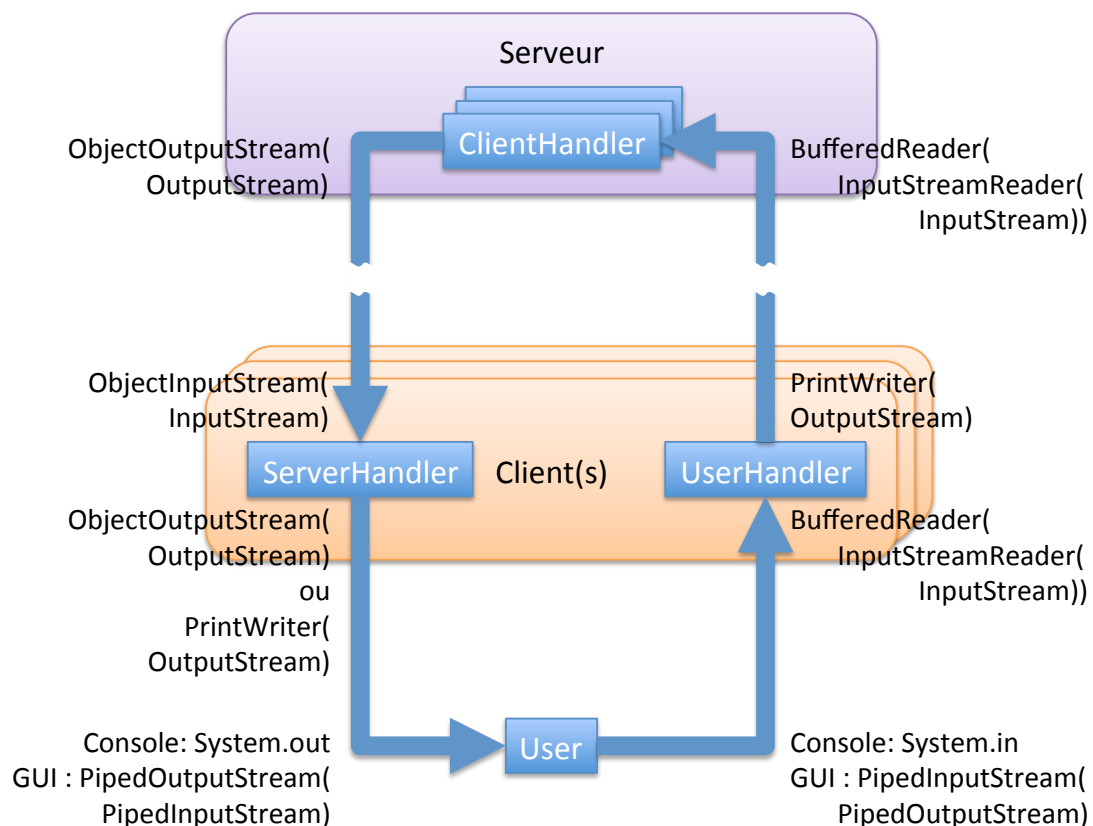 Serveur
ClientHandler
ObjectOutputStream(
OutputStream)
BufferedReader(
InputStreamReader(
InputStream))
ObjectInputStream(
InputStream)
PrintWriter(
OutputStream)
ServerHandler
Client(s)
UserHandler
ObjectOutputStream(
OutputStream)
ou
PrintWriter(
OutputStream)
BufferedReader(
InputStreamReader(
InputStream))
Console: System.out
GUI : PipedOutputStream(
PipedInputStream)
User
Console: System.in
GUI : PipedInputStream(
PipedOutputStream)